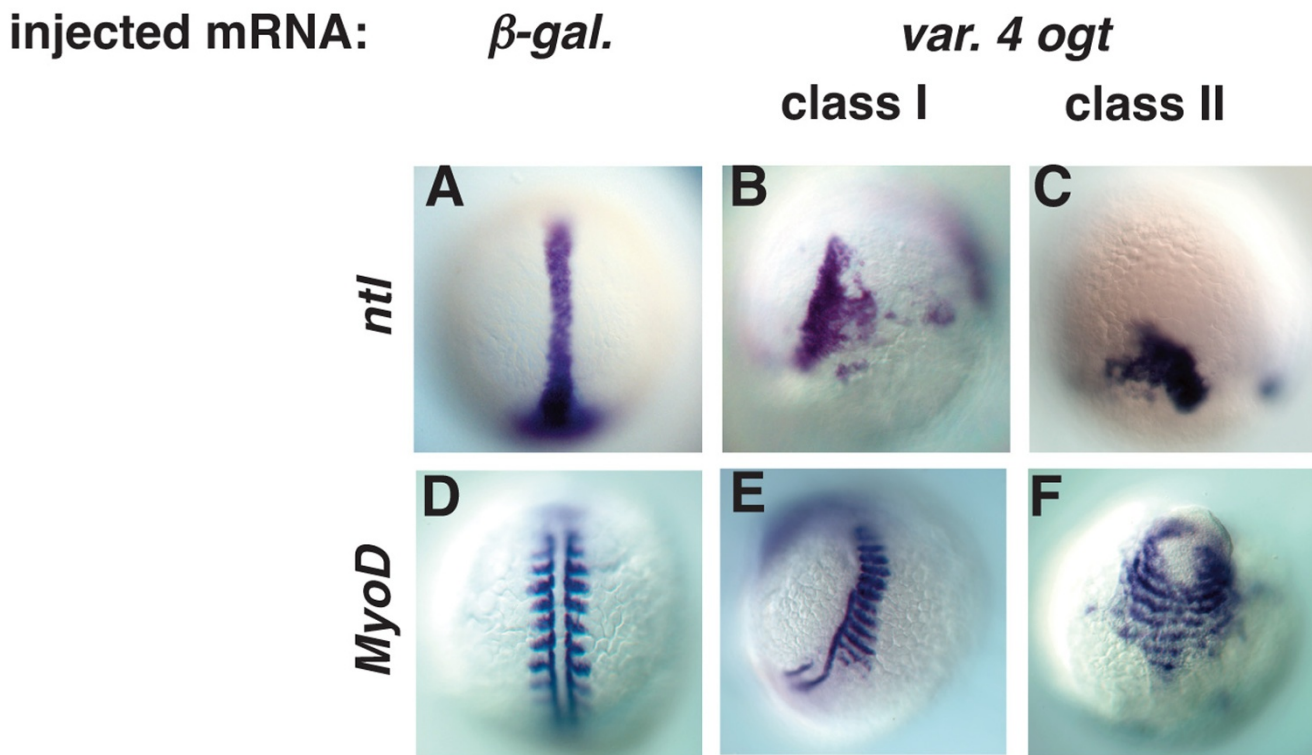 injected mRNA: β-gal. var. 4 ogt
class I class II
A B C
ntl
D E F
MyoD